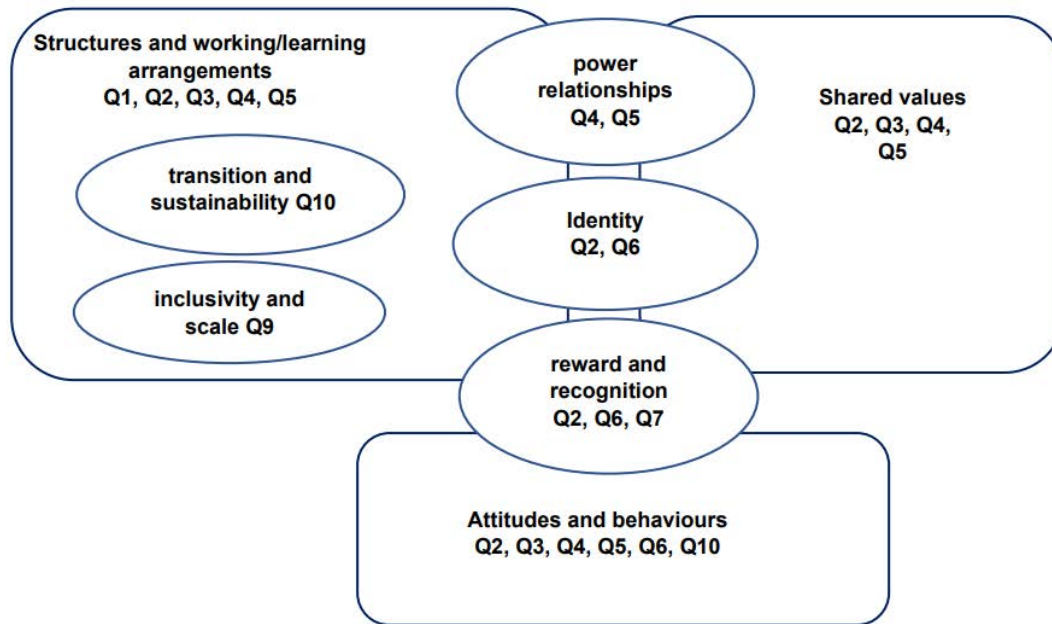 Structures and working/learning
arrangements
Q1, Q2, Q3, Q4, Q5
transition and
sustainability Q10
inclusivity and
scale Q9
power
relationships
Q4, Q5
Identity
Q2, Q6
reward and
recognition
Q2, Q6, Q7
Shared values
Q2, Q3, Q4,
Q5
Attitudes and behaviours
Q2, Q3, Q4, Q5, Q6, Q10